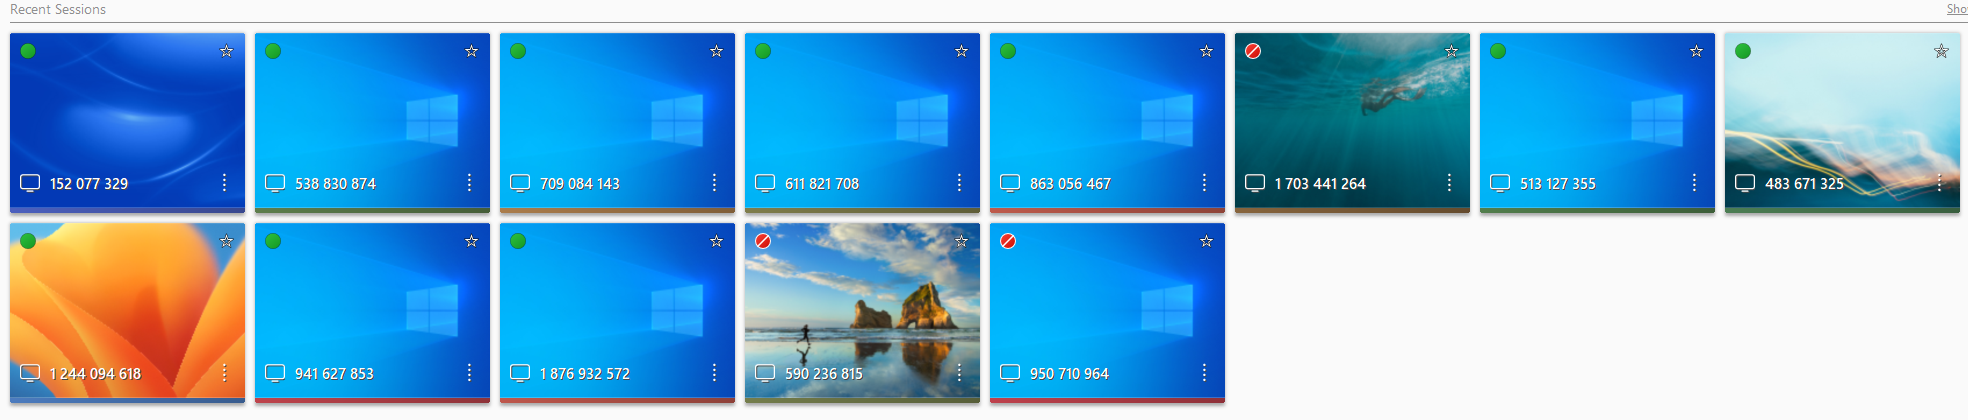 Recent Sessions
Sho
152 077 329
538 830 874
709 084 143
611 821 708
863 056 467
1 703 441 264
513 127 355
483 671 325
1 244 094 618
941 627 853
1 876 932 572
590 236 815
950 710 964